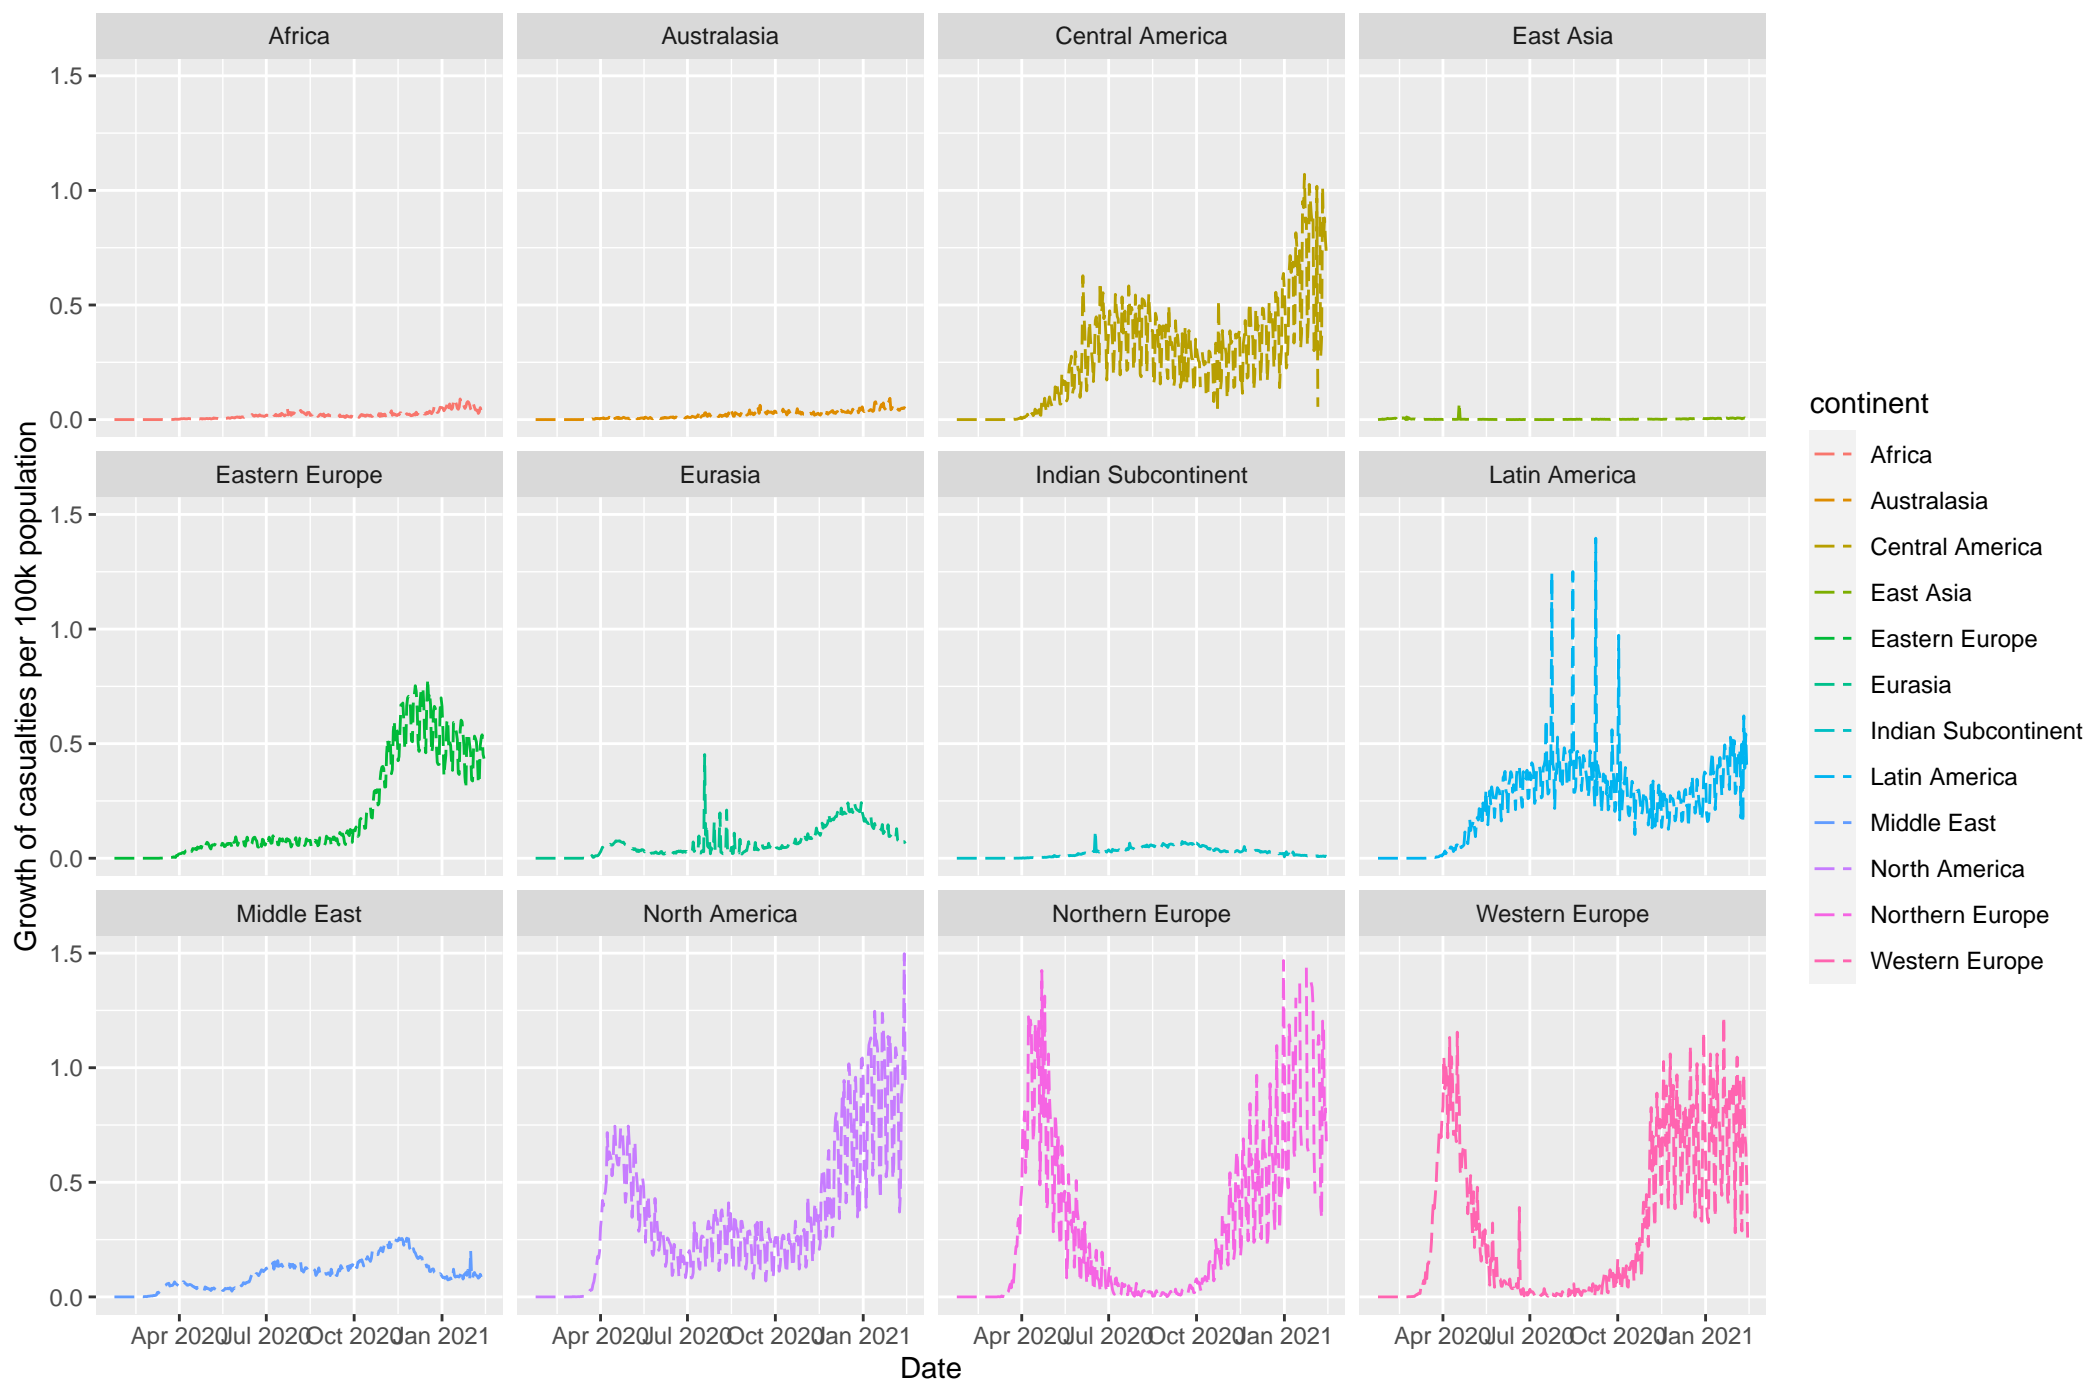 Africa
Australasia
Central America
East Asia
1.5
1.0
0.5
0.0
Eastern Europe
Eurasia
Indian Subcontinent
Latin America
1.5
1.0
0.5
0.0
Middle East
North America
Northern Europe
Western Europe
1.5
1.0
0.5
0.0
Apr 2020 Jul 2020 Oct 2020 Jan 2021
Apr 2020 Jul 2020 Oct 2020 Jan 2021
Apr 2020 Jul 2020 Oct 2020 Jan 2021
Apr 2020 Jul 2020 Oct 2020 Jan 2021
Date
Growth of casualties per 100k population
continent
Africa
Australasia
Central America
East Asia
Eastern Europe
Eurasia
Indian Subcontinent
Latin America
Middle East
North America
Northern Europe
Western Europe